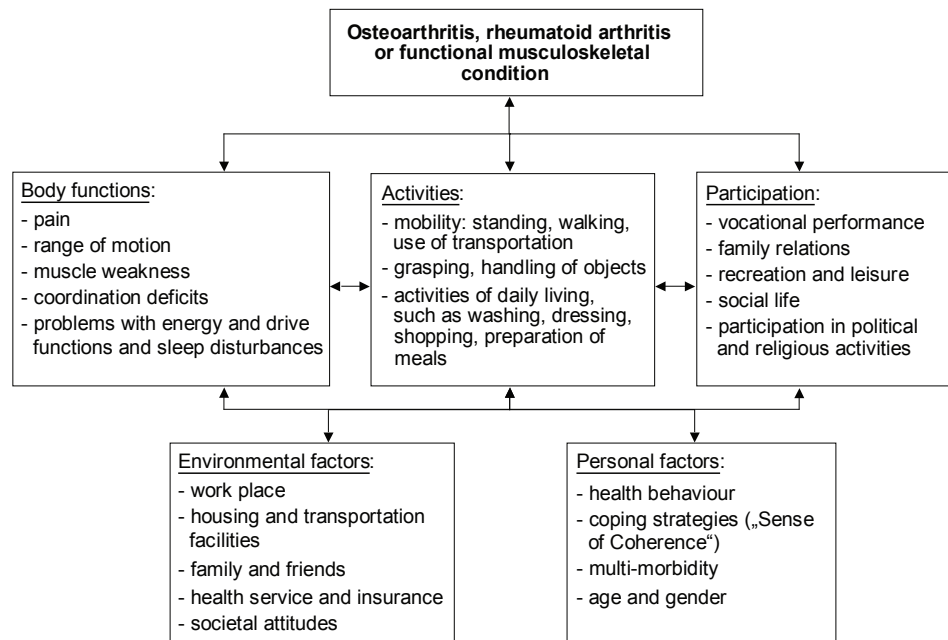 Osteoarthritis, rheumatoid arthritis
or functional musculoskeletal
condition
Body functions:
- pain
- range of motion
- muscle weakness
- coordination deficits
- problems with energy and drive
functions and sleep disturbances
Activities:
- mobility: standing, walking,
use of transportation
- grasping, handling of objects
- activities of daily living,
such as washing, dressing,
shopping, preparation of
meals
Participation:
- vocational performance
- family relations
- recreation and leisure
- social life
- participation in political
and religious activities
Environmental factors:
- work place
- housing and transportation
facilities
- family and friends
- health service and insurance
- societal attitudes
Personal factors:
- health behaviour
- coping strategies („Sense
of Coherence“)
- multi-morbidity
- age and gender